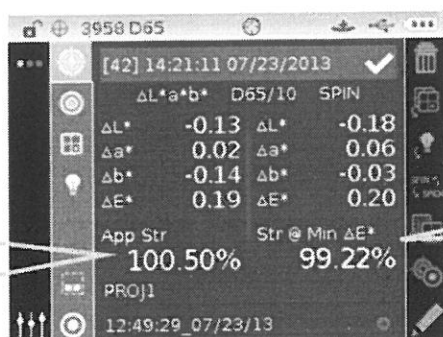 3958 D65
[42] 14:21:11 07/23/2013
ΔL*a*b* D65/10 SPIN
ΔL* -0.13 ΔL* -0.18
Δa* 0.02 Δa* 0.06
Δb* -0.14 Δb* -0.03
ΔE* 0.19 ΔE* 0.20
App Str Str @ Min ΔE*
100.50% 99.22%
PROJ1
12:49:29_07/23/13